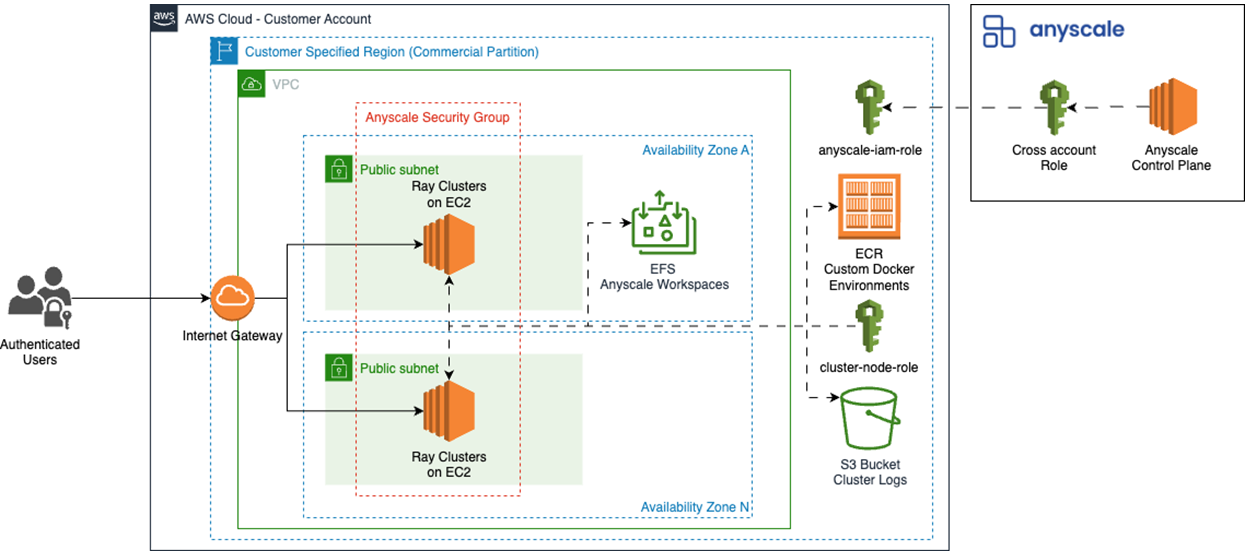 aws
AWS Cloud - Customer Account
Customer Specified Region (Commercial Partition)
VPC
Anyscale Security Group
Availability Zone A
Public subnet
Ray Clusters
on EC2
EFS
Anyscale Workspaces
Authenticated
Users
Internet Gateway
Public subnet
Ray Clusters
on EC2
Availability Zone N
anyscale-iam-role
ECR
Custom Docker
Environments
cluster-node-role
S3 Bucket
Cluster Logs
anyscale
Cross account
Role
Anyscale
Control Plane